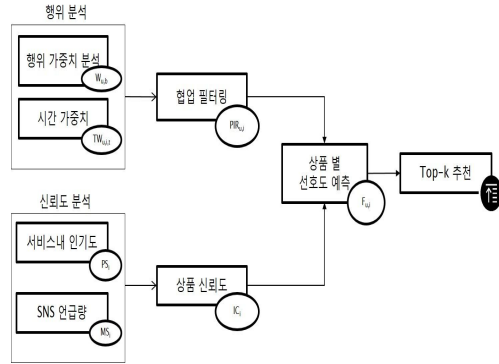 행위 분석
행위 가중치 분석
W_u,b
시간 가중치
TW_u,i,t
협업 필터링
PIR_u,i
신뢰도 분석
서비스내 인기도
PS_i
SNS 언급량
MS_i
상품 신뢰도
IC_i
상품 별
선호도 예측
F_u,i
Top-k 추천